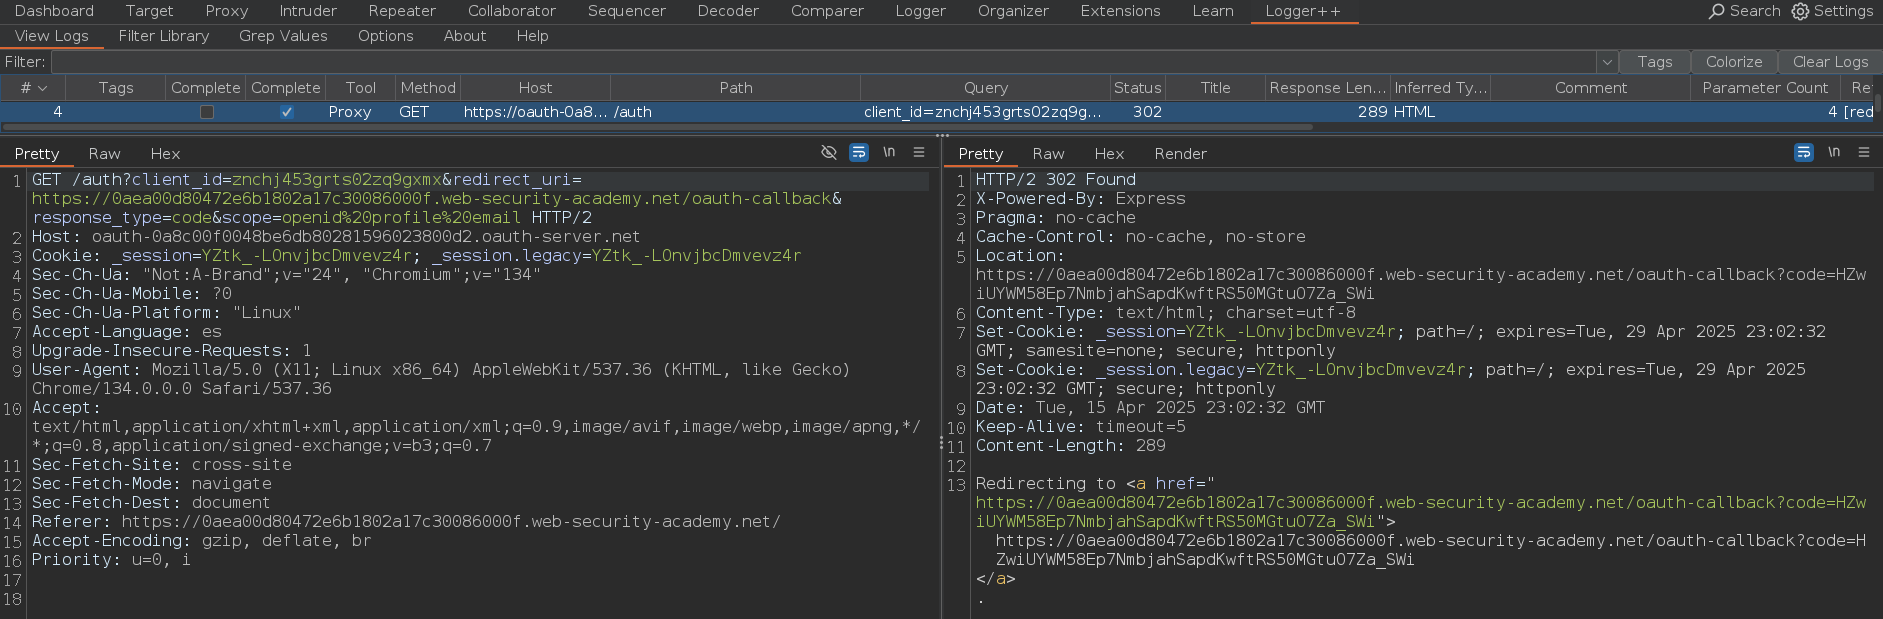 Dashboard Target Proxy Intruder Repeater Collaborator Sequencer Decoder Comparer Logger Organizer Extensions Learn Logger++ Search Settings
View Logs Filter Library Grep Values Options About Help
Filter: Tags Colorize Clear Logs
# Tags Complete Complete Tool Method Host Path Query Status Title Response Len... Inferred Ty... Comment Parameter Count Re
4 Proxy GET https://oauth-0a8... /auth client_id=znchj453grts02zq9g... 302 289 HTML 4 [red
Pretty Raw Hex \n
1 GET /auth?client_id=znchj453grts02zq9gxmx&redirect_uri=
https://0aea00d80472e6b1802a17c30086000f.web-security-academy.net/oauth-callback&
response_type=code&scope=openid%20profile%20email HTTP/2
2 Host: oauth-0a8c00f0048be6db80281596023800d2.oauth-server.net
3 Cookie: _session=YZtk_-LOnvjbcDmvevz4r; _session.legacy=YZtk_-LOnvjbcDmvevz4r
4 Sec-Ch-Ua: "Not:A-Brand";v="24", "Chromium";v="134"
5 Sec-Ch-Ua-Mobile: ?0
6 Sec-Ch-Ua-Platform: "Linux"
7 Accept-Language: es
8 Upgrade-Insecure-Requests: 1
9 User-Agent: Mozilla/5.0 (X11; Linux x86_64) AppleWebKit/537.36 (KHTML, like Gecko)
Chrome/134.0.0.0 Safari/537.36
10 Accept:
text/html,application/xhtml+xml,application/xml;q=0.9,image/avif,image/webp,image/apng,*/
*;q=0.8,application/signed-exchange;v=b3;q=0.7
11 Sec-Fetch-Site: cross-site
12 Sec-Fetch-Mode: navigate
13 Sec-Fetch-Dest: document
14 Referer: https://0aea00d80472e6b1802a17c30086000f.web-security-academy.net/
15 Accept-Encoding: gzip, deflate, br
16 Priority: u=0, i
17
18
Pretty Raw Hex Render \n
1 HTTP/2 302 Found
2 X-Powered-By: Express
3 Pragma: no-cache
4 Cache-Control: no-cache, no-store
5 Location:
https://0aea00d80472e6b1802a17c30086000f.web-security-academy.net/oauth-callback?code=HZw
iUYWM58Ep7NmbjahSapdKwftRS50MGtuO7Za_SWi
6 Content-Type: text/html; charset=utf-8
7 Set-Cookie: _session=YZtk_-LOnvjbcDmvevz4r; path=/; expires=Tue, 29 Apr 2025 23:02:32
GMT; samesite=none; secure; httponly
8 Set-Cookie: _session.legacy=YZtk_-LOnvjbcDmvevz4r; path=/; expires=Tue, 29 Apr 2025
23:02:32 GMT; secure; httponly
9 Date: Tue, 15 Apr 2025 23:02:32 GMT
10 Keep-Alive: timeout=5
11 Content-Length: 289
12
13 Redirecting to <a href="
https://0aea00d80472e6b1802a17c30086000f.web-security-academy.net/oauth-callback?code=HZw
iUYWM58Ep7NmbjahSapdKwftRS50MGtuO7Za_SWi">
https://0aea00d80472e6b1802a17c30086000f.web-security-academy.net/oauth-callback?code=H
ZwiUYWM58Ep7NmbjahSapdKwftRS50MGtuO7Za_SWi
</a>
.